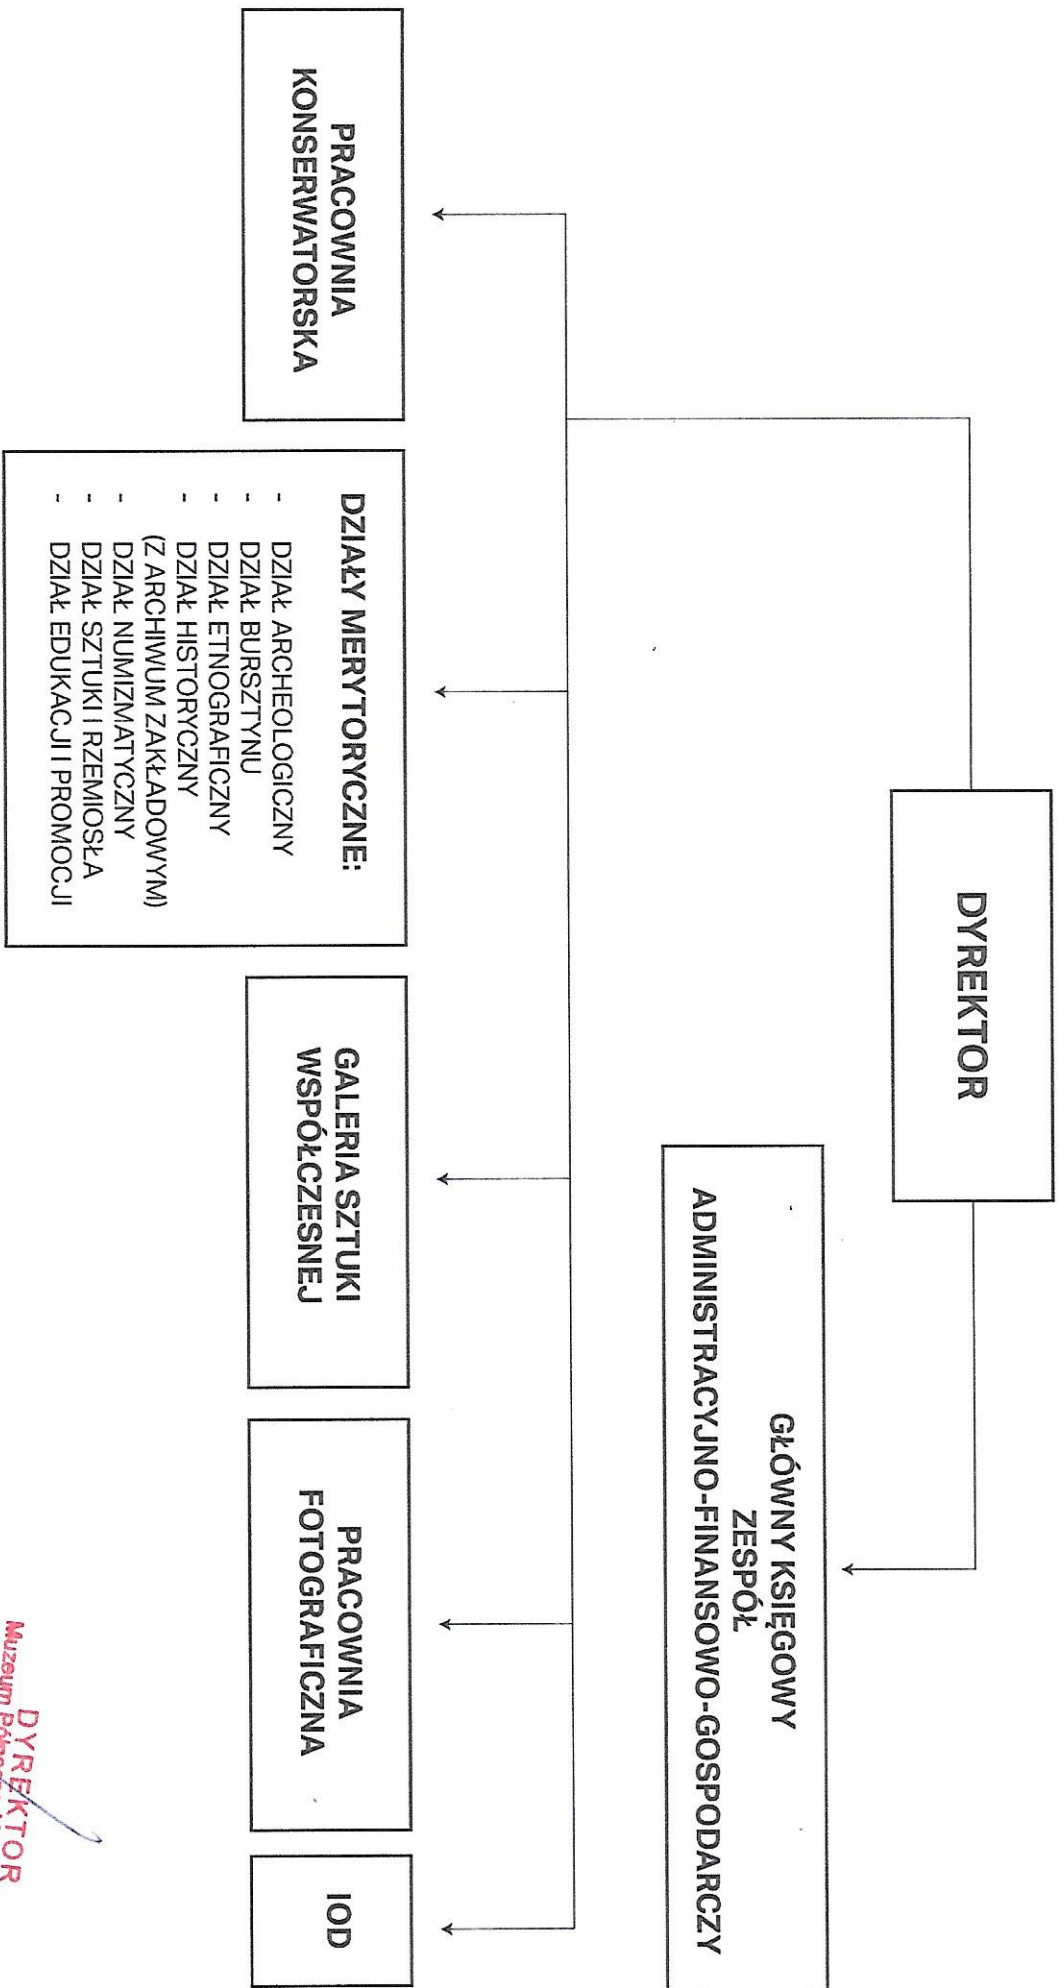 DYREKTOR
GŁÓWNY KSIĘGOWY
ZESPÓŁ
ADMINISTRACYJNO-FINANSOWO-GOSPODARCZY
PRACOWNIA
KONSERWATORSKA
DZIAŁY MERYTORYCZNE:
- DZIAŁ ARCHEOLOGICZNY
- DZIAŁ BURSZTYNU
- DZIAŁ ETNOGRAFICZNY
- DZIAŁ HISTORYCZNY
(Z ARCHIWUM ZAKŁADOWYM)
- DZIAŁ NUMIZMATYCZNY
- DZIAŁ SZTUKI I RZEMIOSŁA
- DZIAŁ EDUKACJI I PROMOCJI
GALERIA SZTUKI
WSPÓŁCZESNEJ
PRACOWNIA
FOTOGRAFICZNA
IOD
DYREKTOR
Muzeum